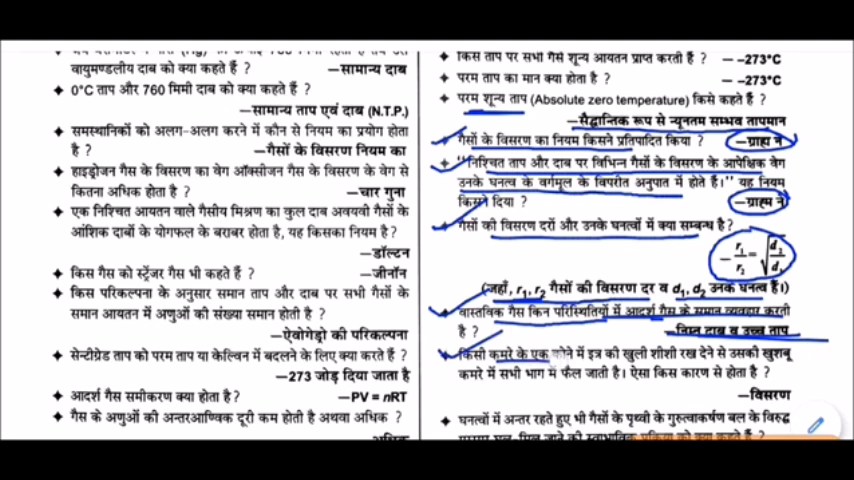 वायुमण्डलीय दाब को क्या कहते हैं ? —सामान्य दाब
✦ 0°C ताप और 760 मिमी दाब को क्या कहते हैं ?
—सामान्य ताप एवं दाब (N.T.P.)
✦ समस्थानिकों को अलग-अलग करने में कौन से नियम का प्रयोग होता
है ? —गैसों के विसरण नियम का
✦ हाइड्रोजन गैस के विसरण का वेग ऑक्सीजन गैस के विसरण के वेग से
कितना अधिक होता है ? —चार गुना
✦ एक निश्चित आयतन वाले गैसीय मिश्रण का कुल दाब अवयवी गैसों के
आंशिक दाबों के योगफल के बराबर होता है, यह किसका नियम है ?
—डॉल्टन
✦ किस गैस को स्ट्रेंजर गैस भी कहते हैं ? —जीनॉन
✦ किस परिकल्पना के अनुसार समान ताप और दाब पर सभी गैसों के
समान आयतन में अणुओं की संख्या समान होती है ?
—ऐवोगेड्रो की परिकल्पना
✦ सेन्टीग्रेड ताप को परम ताप या केल्विन में बदलने के लिए क्या करते हैं ?
—273 जोड़ दिया जाता है
✦ आदर्श गैस समीकरण क्या होता है ? —PV = nRT
✦ गैस के अणुओं की अन्तरआण्विक दूरी कम होती है अथवा अधिक ?
—अधिक
✦ किस ताप पर सभी गैसें शून्य आयतन प्राप्त करती हैं ? — –273°C
✦ परम ताप का मान क्या होता है ? — –273°C
✦ परम शून्य ताप (Absolute zero temperature) किसे कहते हैं ?
—सैद्धान्तिक रूप से न्यूनतम सम्भव तापमान
✦ गैसों के विसरण का नियम किसने प्रतिपादित किया ? —ग्राह्म ने
✦ ''निश्चित ताप और दाब पर विभिन्न गैसों के विसरण के आपेक्षिक वेग
उनके घनत्व के वर्गमूल के विपरीत अनुपात में होते हैं।'' यह नियम
किसने दिया ? —ग्राह्म ने
✦ गैसों की विसरण दरों और उनके घनत्वों में क्या सम्बन्ध है ?
— r₁/r₂ = √d₂/d₁
(जहाँ, r₁, r₂ गैसों की विसरण दर व d₁, d₂ उनके घनत्व हैं।)
✦ वास्तविक गैस किन परिस्थितियों में आदर्श गैस के समान व्यवहार करती
है ? —निम्न दाब व उच्च ताप
✦ किसी कमरे के एक कोने में इत्र की खुली शीशी रख देने से उसकी खुशबू
कमरे में सभी भाग में फैल जाती है। ऐसा किस कारण से होता है ?
—विसरण
✦ घनत्वों में अन्तर रहते हुए भी गैसों के पृथ्वी के गुरुत्वाकर्षण बल के विरुद्ध